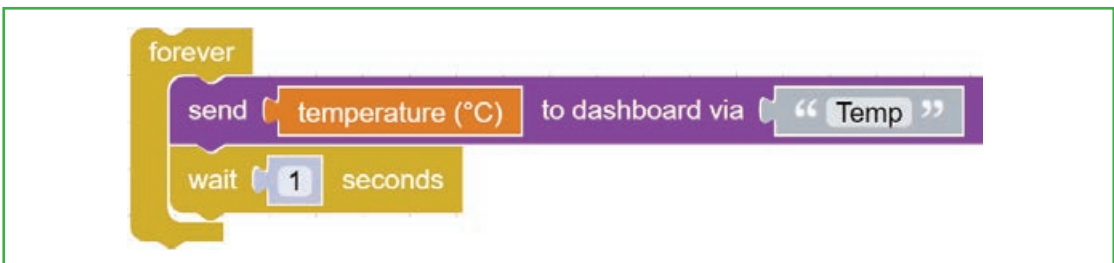 forever
send temperature (°C) to dashboard via “ Temp ”
wait 1 seconds